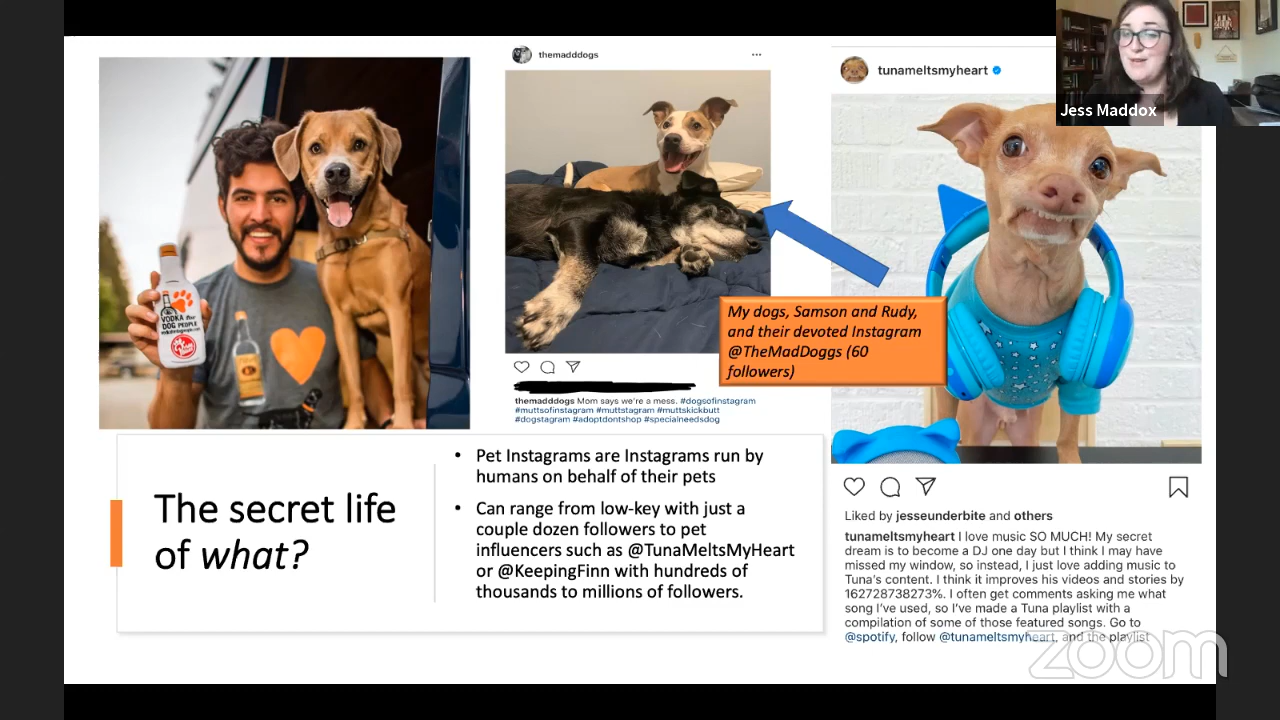 themadddogs
tunameltsmyheart
Jess Maddox
VODKA for
DOG PEOPLE
My dogs, Samson and Rudy,
and their devoted Instagram
@TheMadDoggs (60
followers)
themadddogs Mom says we're a mess. #dogsofinstagram
#muttsofinstagram #muttstagram #muttskickbutt
#dogstagram #adoptdontshop #specialneedsdog
The secret life
of what?
• Pet Instagrams are Instagrams run by
humans on behalf of their pets
• Can range from low-key with just a
couple dozen followers to pet
influencers such as @TunaMeltsMyHeart
or @KeepingFinn with hundreds of
thousands to millions of followers.
Liked by jesseunderbite and others
tunameltsmyheart I love music SO MUCH! My secret
dream is to become a DJ one day but I think I may have
missed my window, so instead, I just love adding music to
Tuna's content. I think it improves his videos and stories by
162728738273%. I often get comments asking me what
song I've used, so I've made a Tuna playlist with a
compilation of some of those featured songs. Go to
@spotify, follow @tunameltsmyheart, and the playlist
zoom